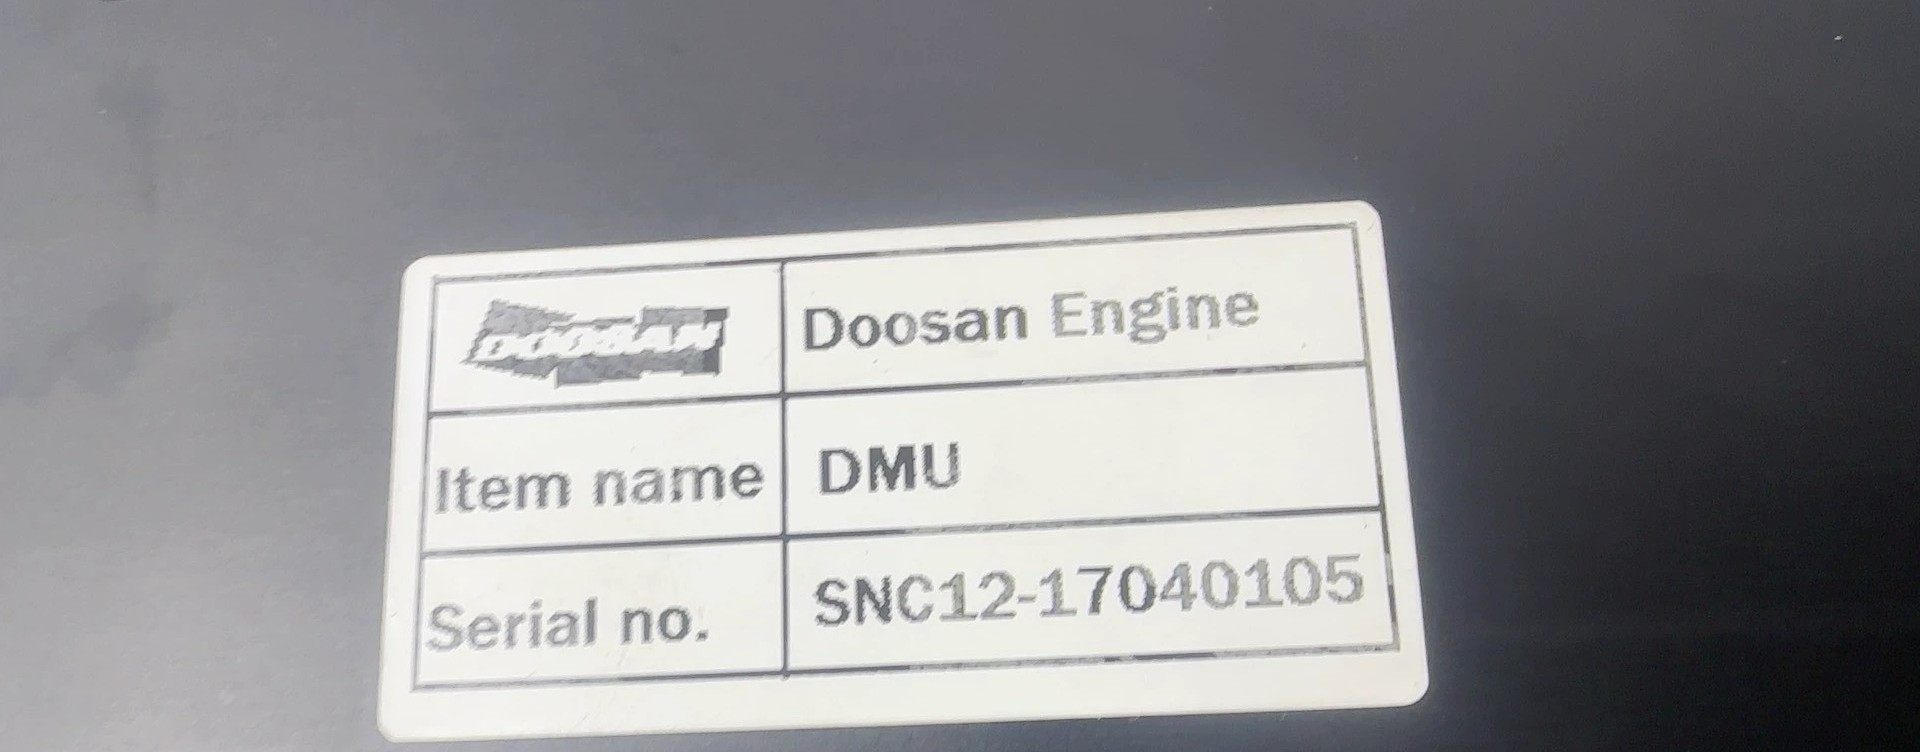 DOOSAN
Doosan Engine
Item name DMU
Serial no. SNC12-17040105